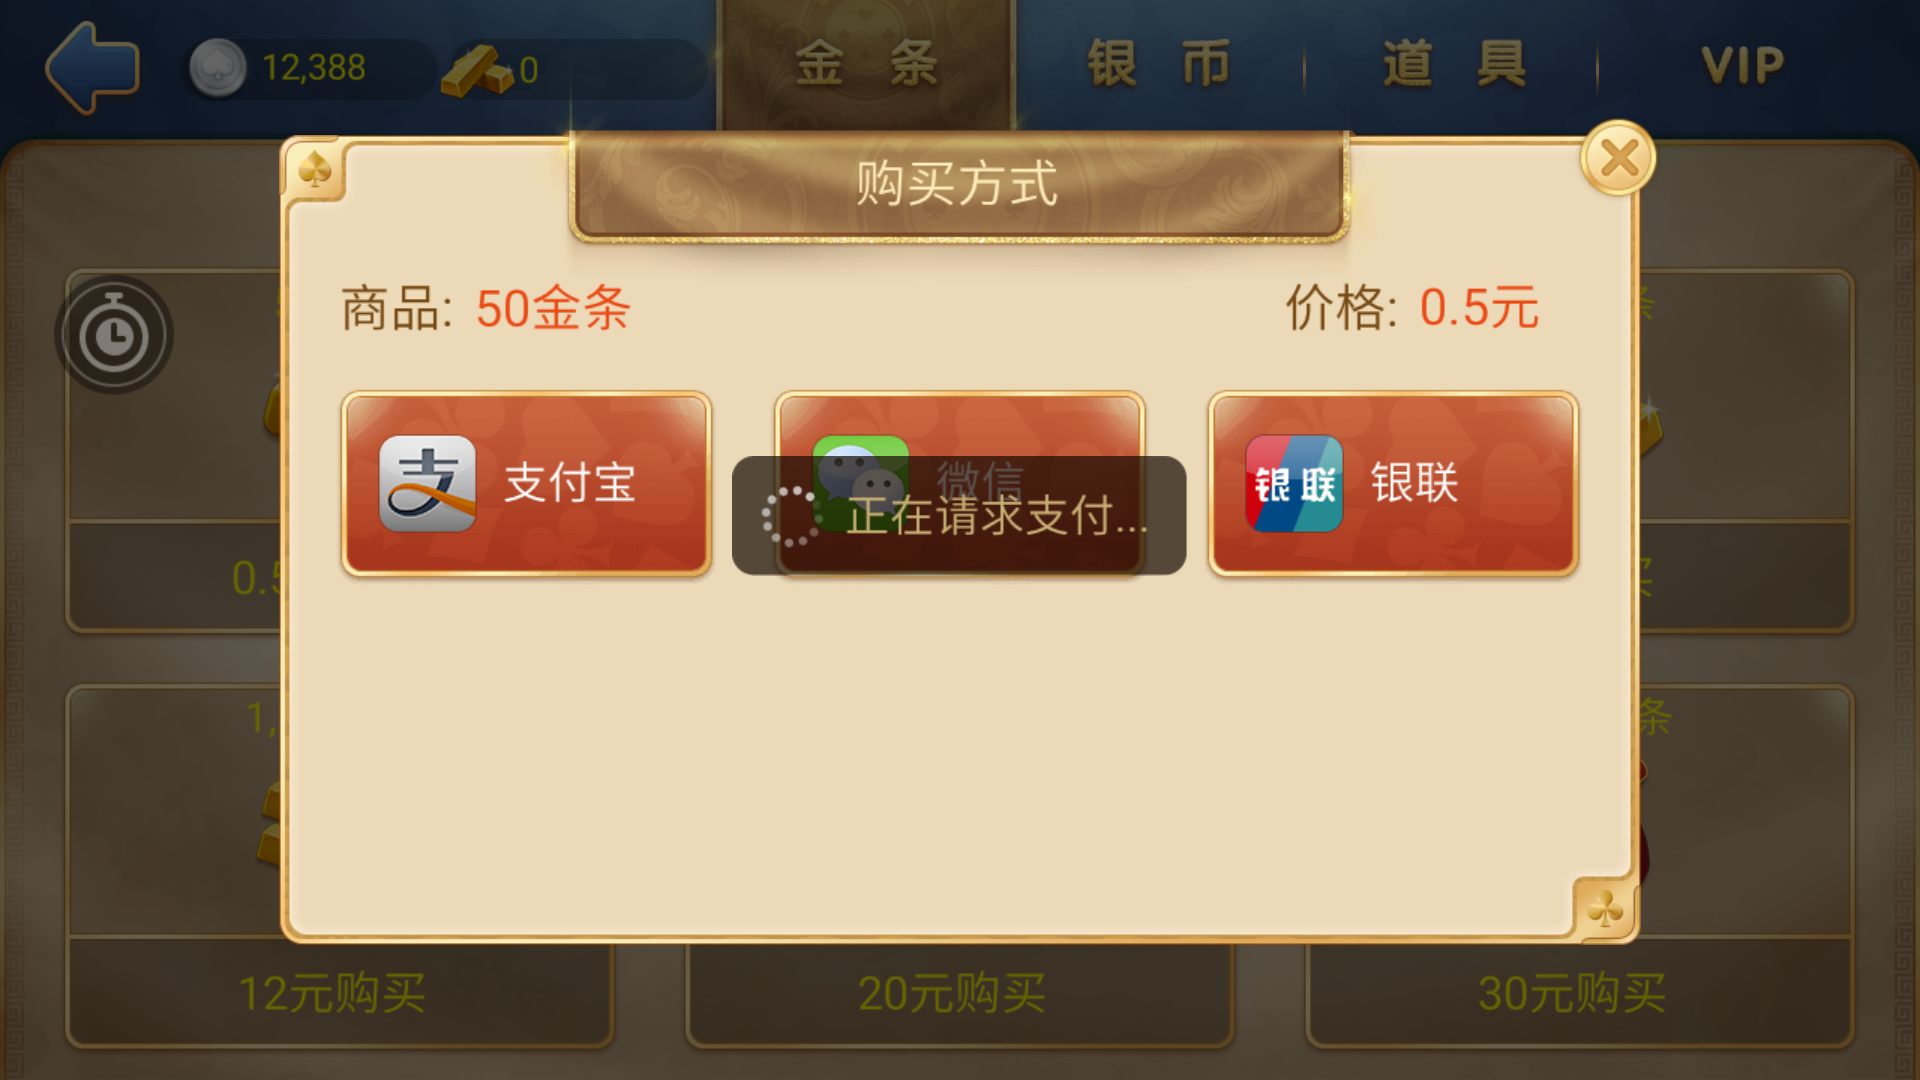 12,388
0
金条
银币
道具
VIP
购买方式
商品: 50金条
价格: 0.5元
支付宝
微信
银联
银联
正在请求支付...
0.5
买
1,
条
12元购买
20元购买
30元购买